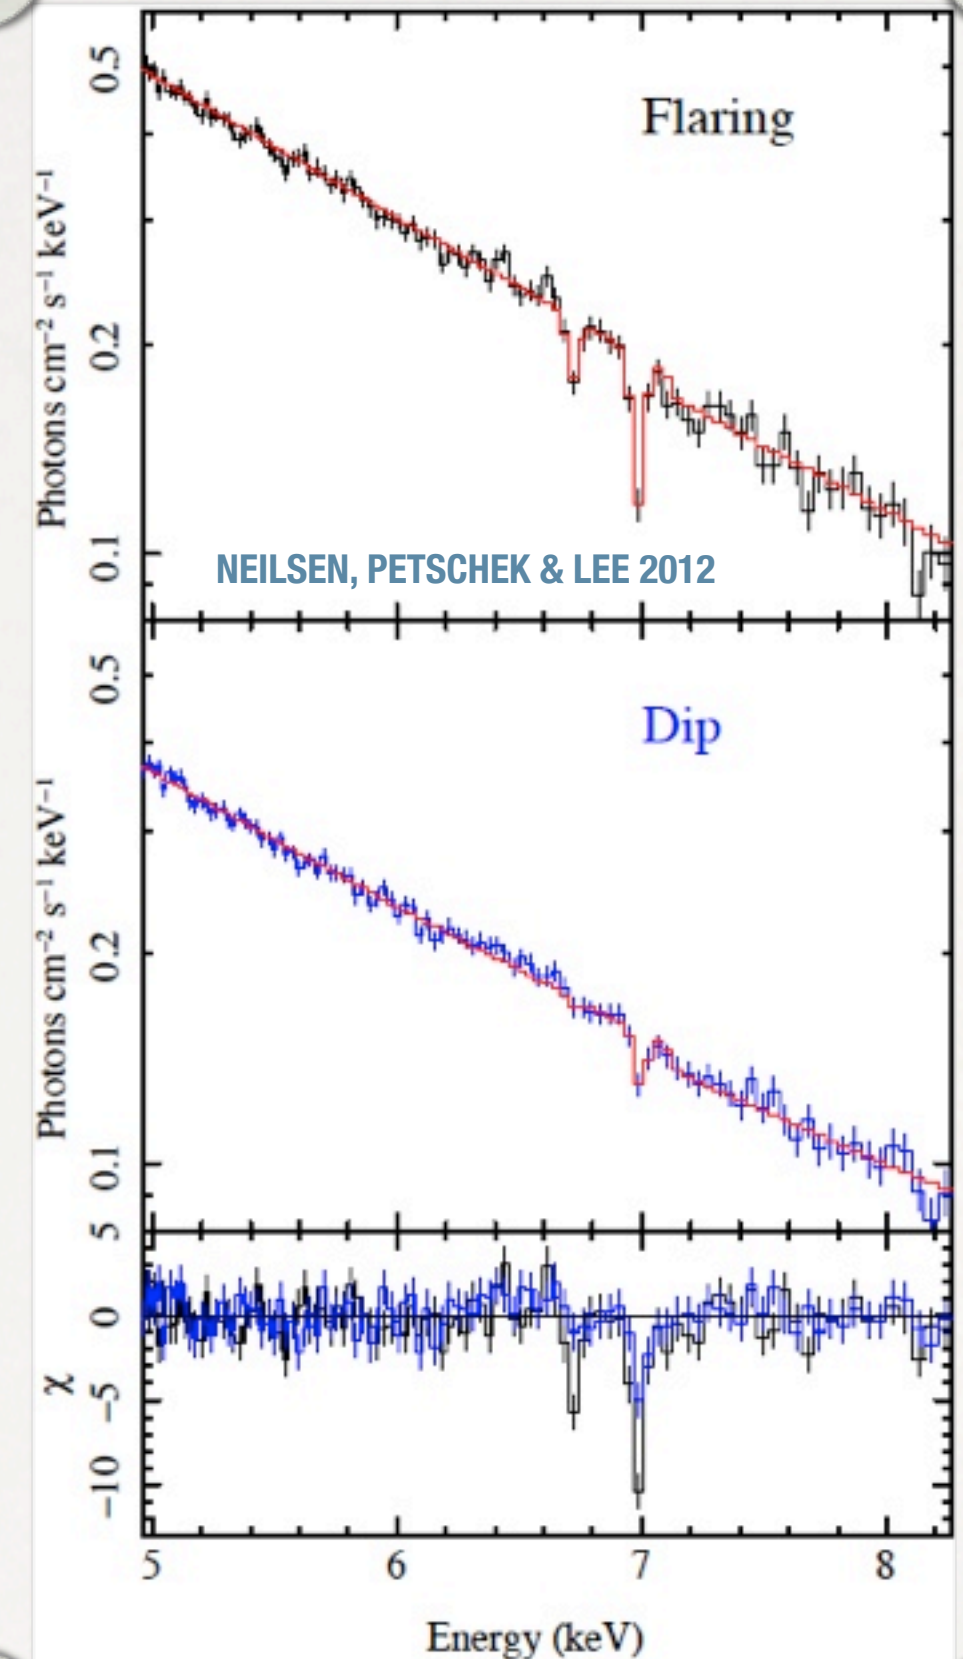 Flaring
Photons cm⁻² s⁻¹ keV⁻¹
0.5
0.2
0.1
NEILSEN, PETSCHEK & LEE 2012
Dip
Photons cm⁻² s⁻¹ keV⁻¹
0.5
0.2
0.1
χ
5
0
−5
−10
5 6 7 8
Energy (keV)